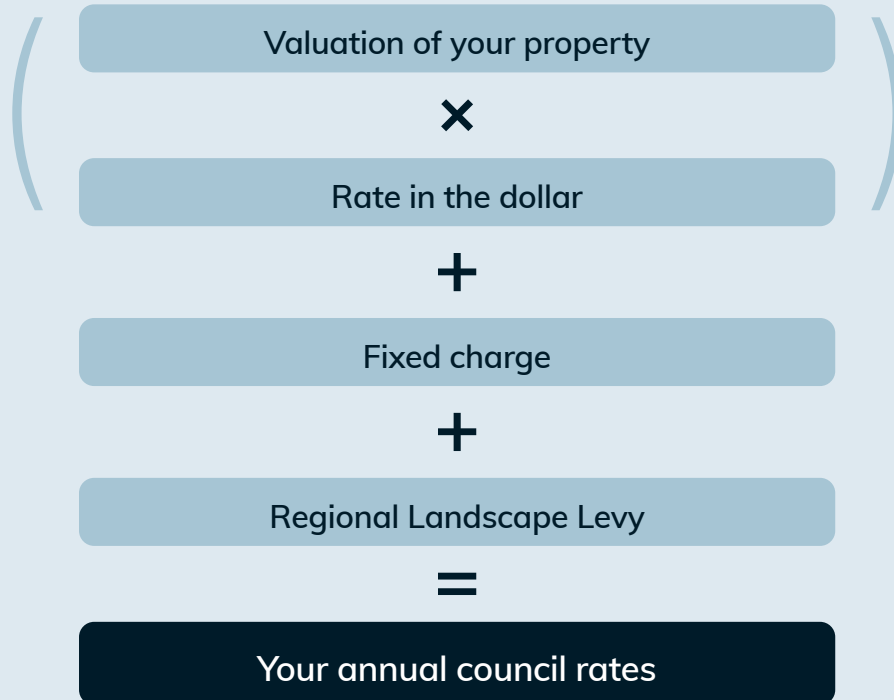 Valuation of your property
×
Rate in the dollar
+
Fixed charge
+
Regional Landscape Levy
=
Your annual council rates